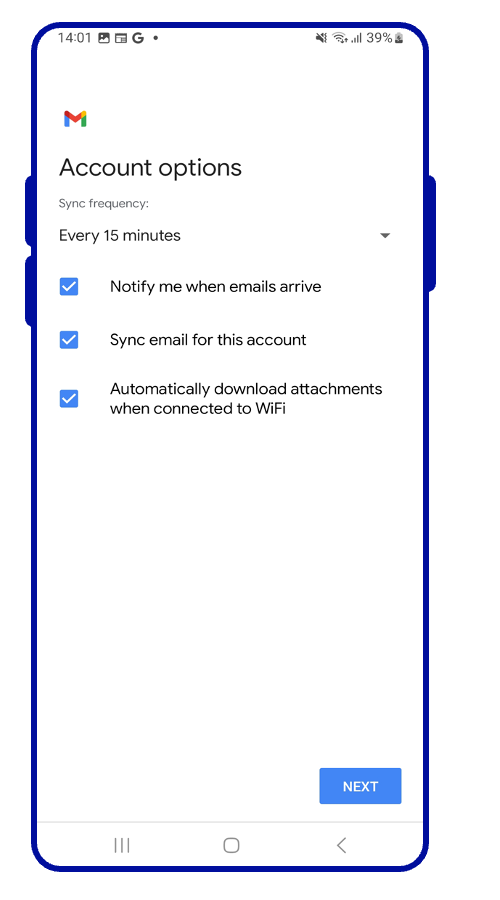 14:01 G • 39%
Account options
Sync frequency:
Every 15 minutes
Notify me when emails arrive
Sync email for this account
Automatically download attachments
when connected to WiFi
NEXT